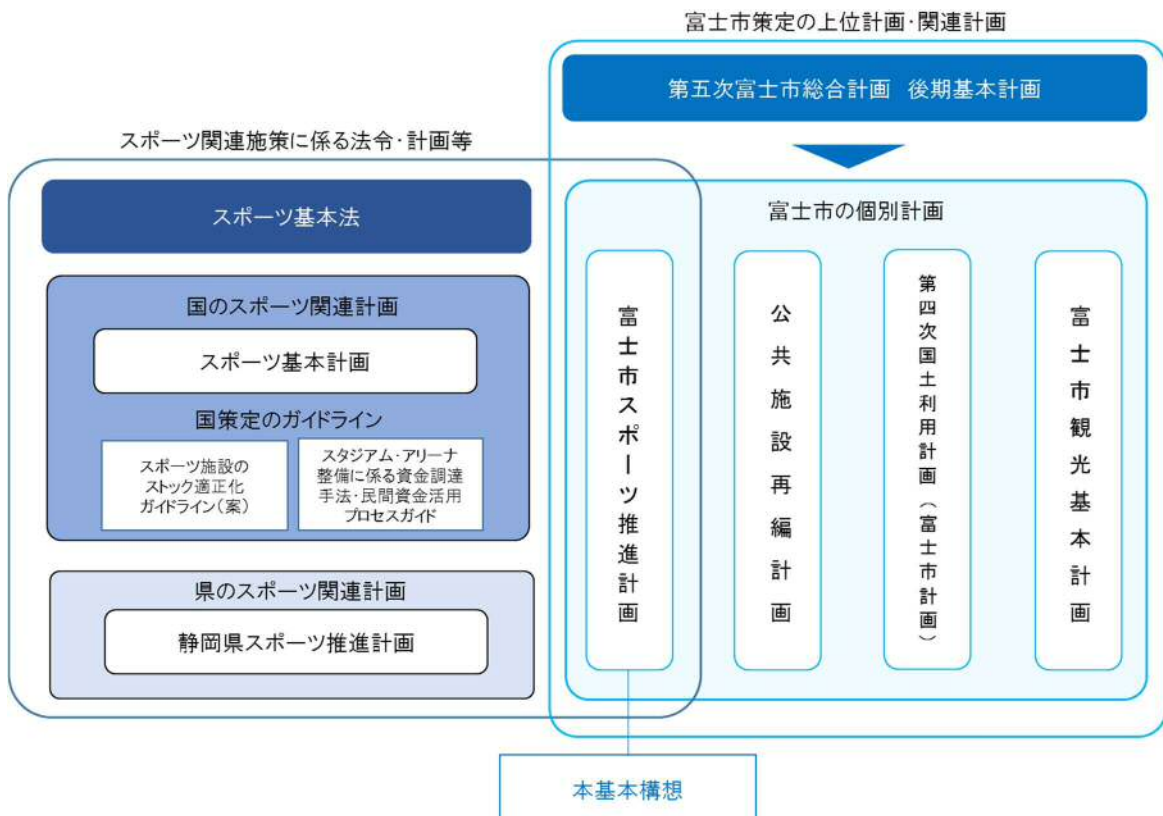 富士市策定の上位計画・関連計画
第五次富士市総合計画 後期基本計画
スポーツ関連施策に係る法令・計画等
スポーツ基本法
国のスポーツ関連計画
スポーツ基本計画
国策定のガイドライン
スポーツ施設の
ストック適正化
ガイドライン(案)
スタジアム・アリーナ
整備に係る資金調達
手法・民間資金活用
プロセスガイド
県のスポーツ関連計画
静岡県スポーツ推進計画
富士市の個別計画
富士市スポーツ推進計画
公共施設再編計画
第四次国土利用計画(富士市計画)
富士市観光基本計画
本基本構想